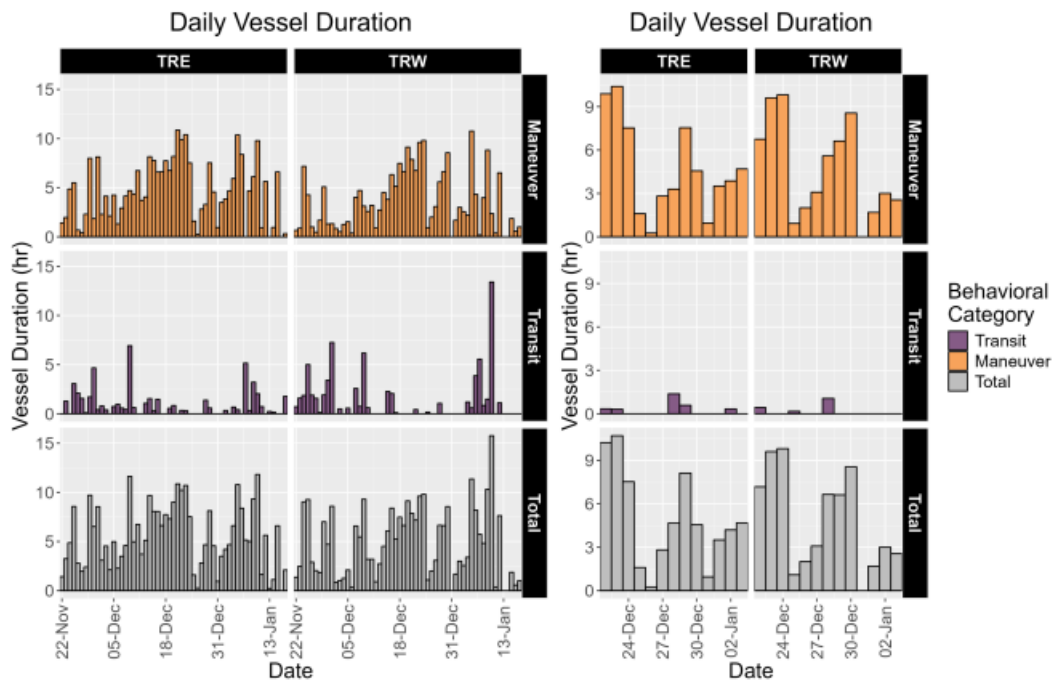 Daily Vessel Duration
TRE TRW
15
10
5
0
Maneuver
15
10
5
0
Transit
15
10
5
0
Total
22-Nov 05-Dec 18-Dec 31-Dec 13-Jan 22-Nov 05-Dec 18-Dec 31-Dec 13-Jan
Vessel Duration (hr)
Date
Daily Vessel Duration
TRE TRW
9
6
3
0
Maneuver
9
6
3
0
Transit
9
6
3
0
Total
24-Dec 27-Dec 30-Dec 02-Jan 24-Dec 27-Dec 30-Dec 02-Jan
Vessel Duration (hr)
Date
Behavioral
Category
Transit
Maneuver
Total